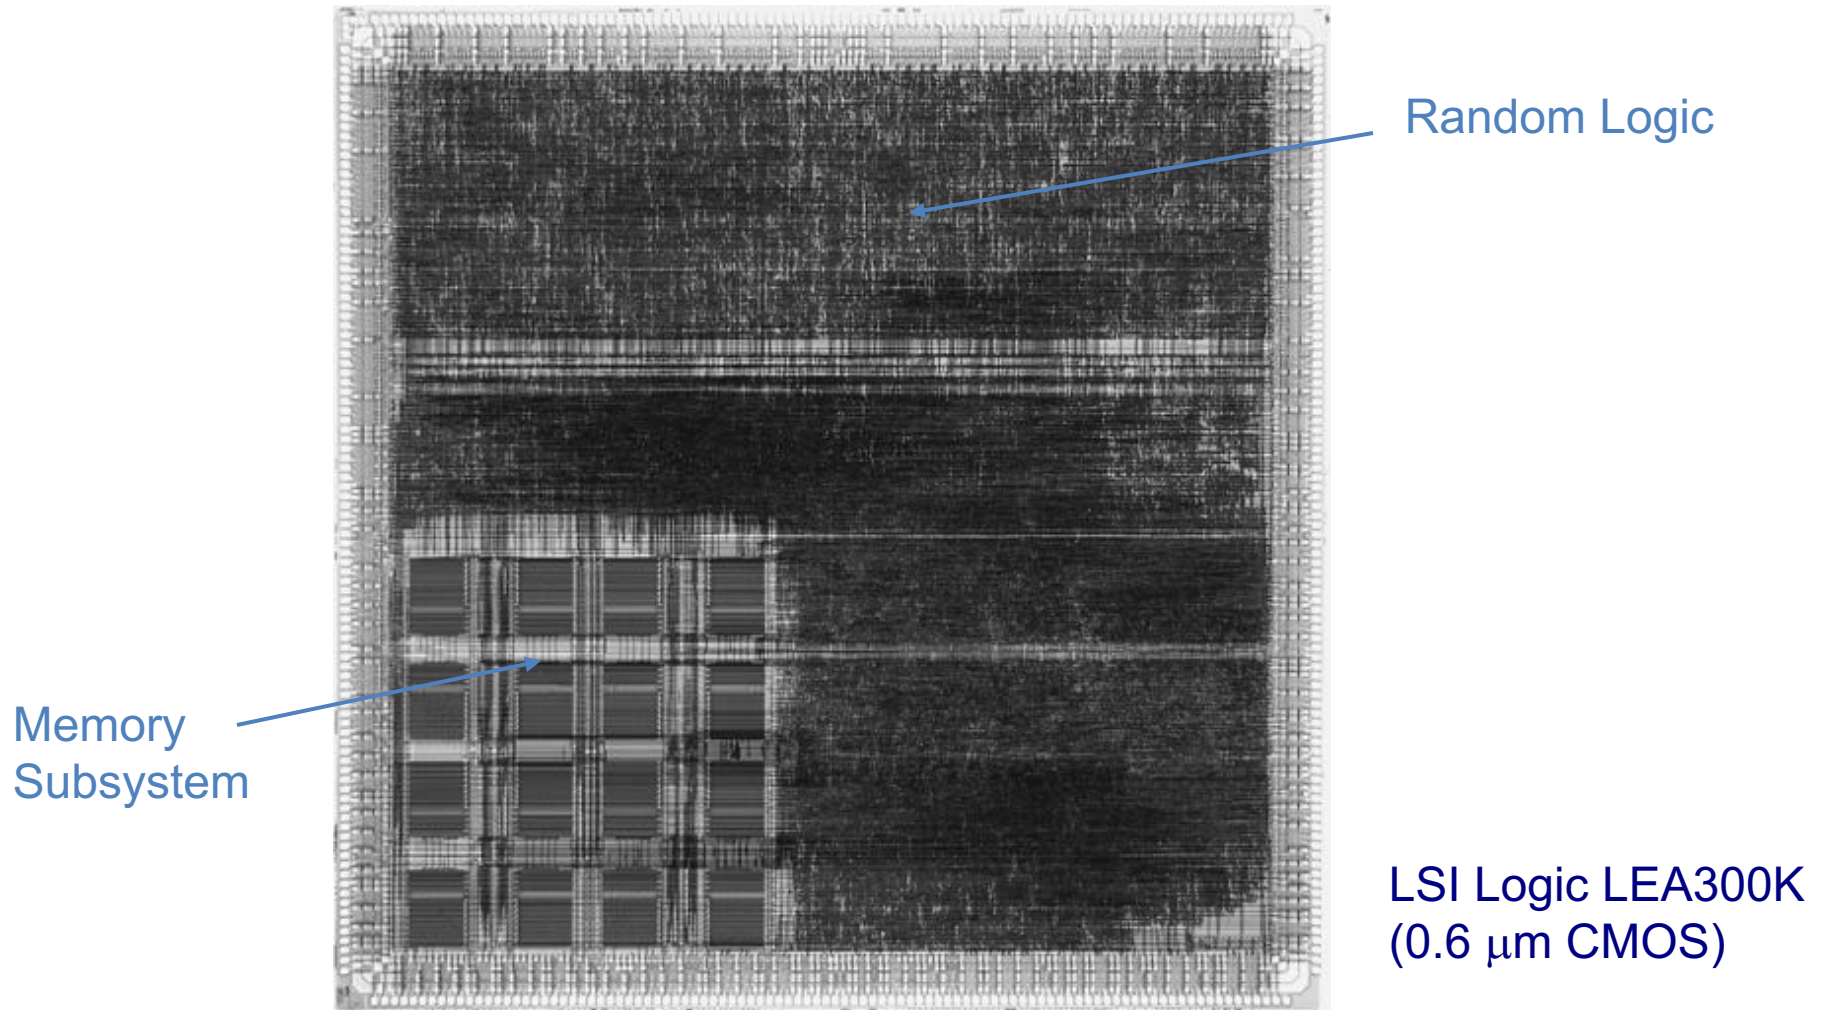 Random Logic
Memory
Subsystem
LSI Logic LEA300K
(0.6 μm CMOS)